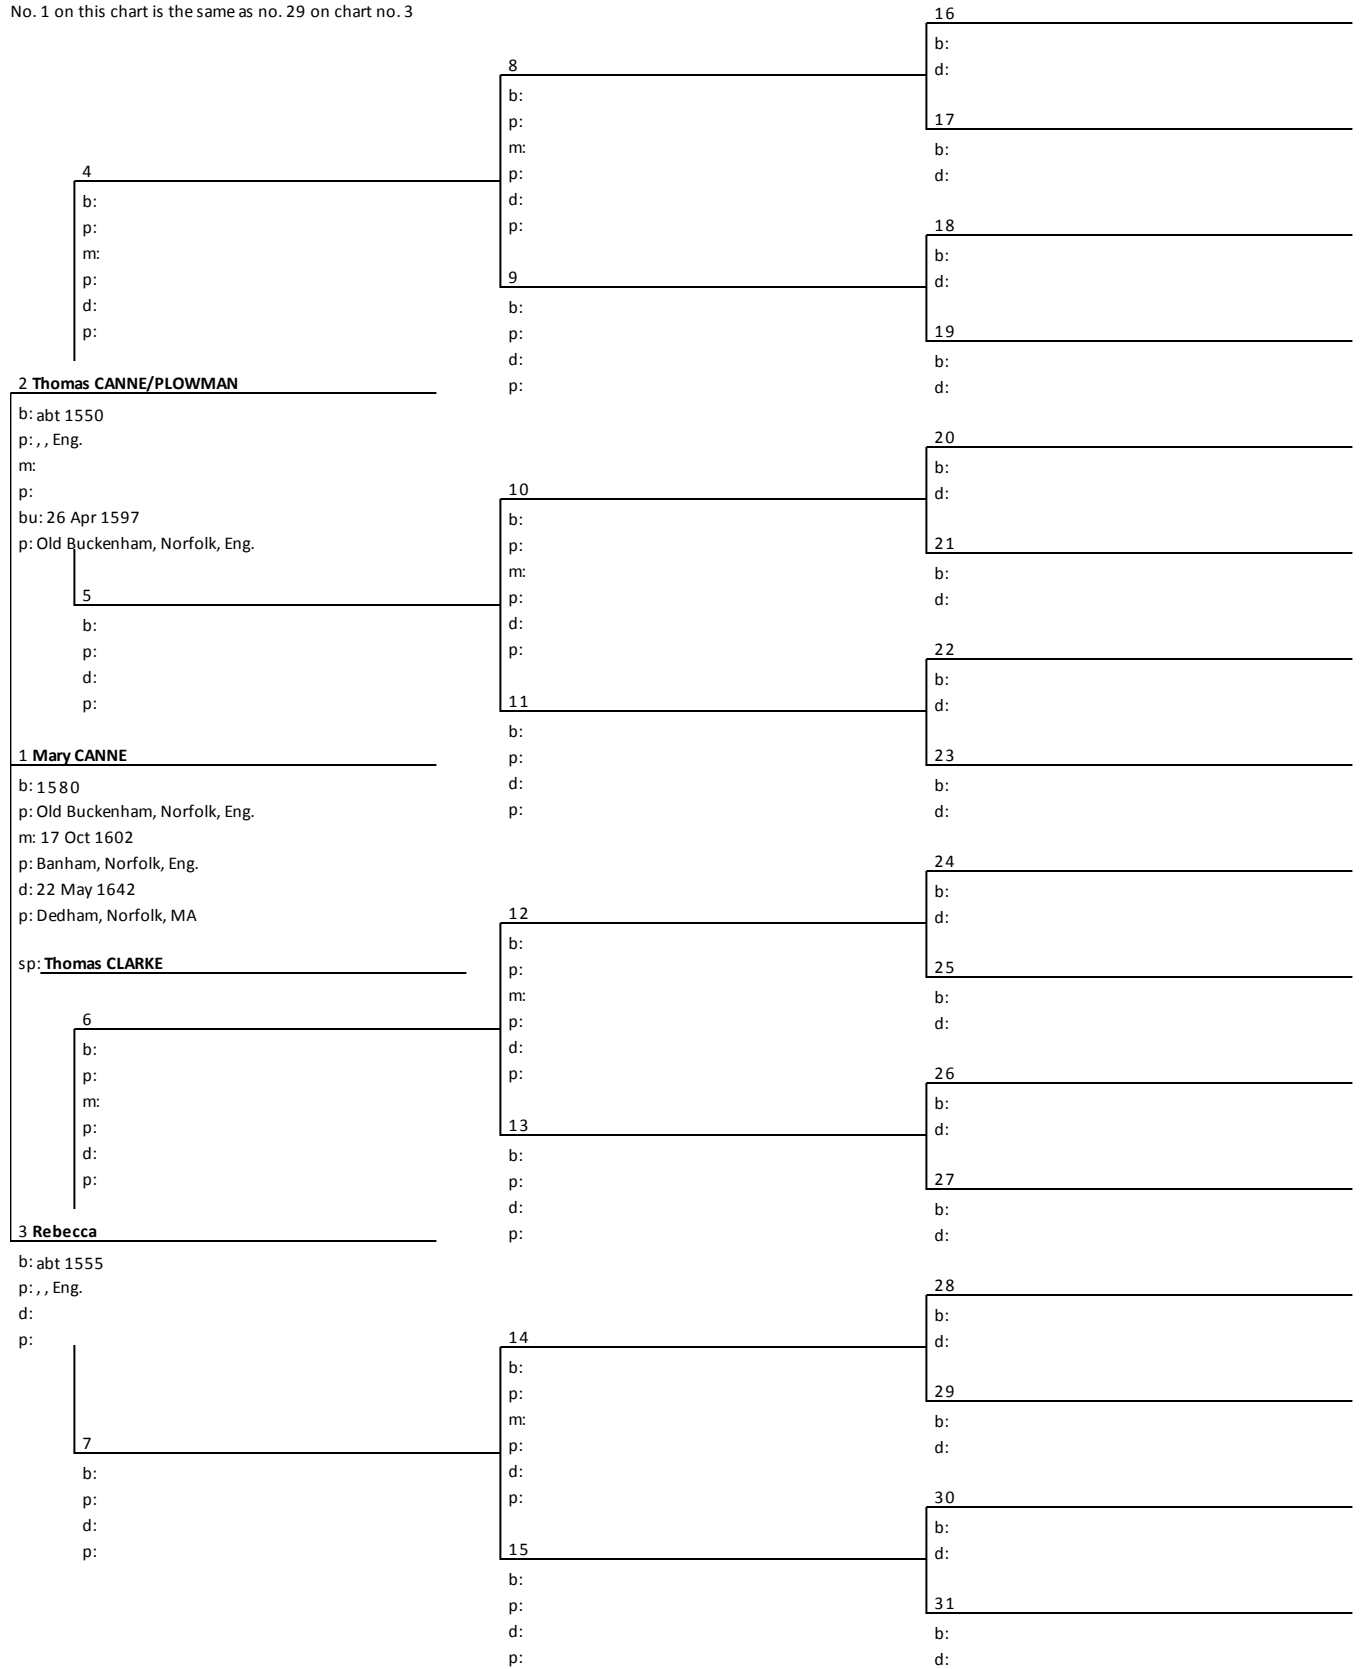 No. 1 on this chart is the same as no. 29 on chart no. 3
16
b:
d:
8
b:
p:
m:
p:
d:
p:
17
b:
d:
4
b:
p:
m:
p:
d:
p:
18
b:
d:
9
b:
p:
d:
p:
19
b:
d:
2 Thomas CANNE/PLOWMAN
b: abt 1550
p: , , Eng.
m:
p:
bu: 26 Apr 1597
p: Old Buckenham, Norfolk, Eng.
20
b:
d:
10
b:
p:
m:
p:
d:
p:
21
b:
d:
5
b:
p:
d:
p:
22
b:
d:
11
b:
p:
d:
p:
23
b:
d:
1 Mary CANNE
b: 1580
p: Old Buckenham, Norfolk, Eng.
m: 17 Oct 1602
p: Banham, Norfolk, Eng.
d: 22 May 1642
p: Dedham, Norfolk, MA
sp: Thomas CLARKE
24
b:
d:
12
b:
p:
m:
p:
d:
p:
25
b:
d:
6
b:
p:
m:
p:
d:
p:
26
b:
d:
13
b:
p:
d:
p:
27
b:
d:
3 Rebecca
b: abt 1555
p: , , Eng.
d:
p:
28
b:
d:
14
b:
p:
m:
p:
d:
p:
29
b:
d:
7
b:
p:
d:
p:
30
b:
d:
15
b:
p:
d:
p:
31
b:
d: